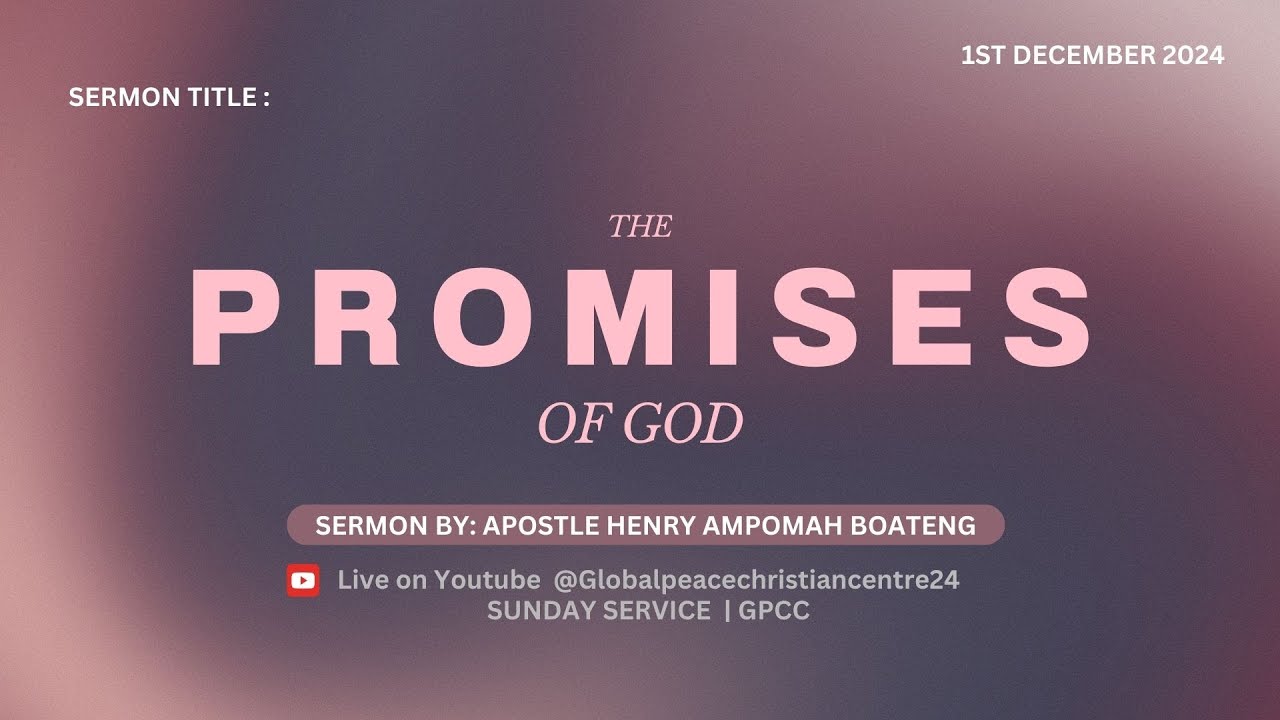 1ST DECEMBER 2024
SERMON TITLE :
THE
PROMISES
OF GOD
SERMON BY: APOSTLE HENRY AMPOMAH BOATENG
Live on Youtube @Globalpeacechristiancentre24
SUNDAY SERVICE | GPCC